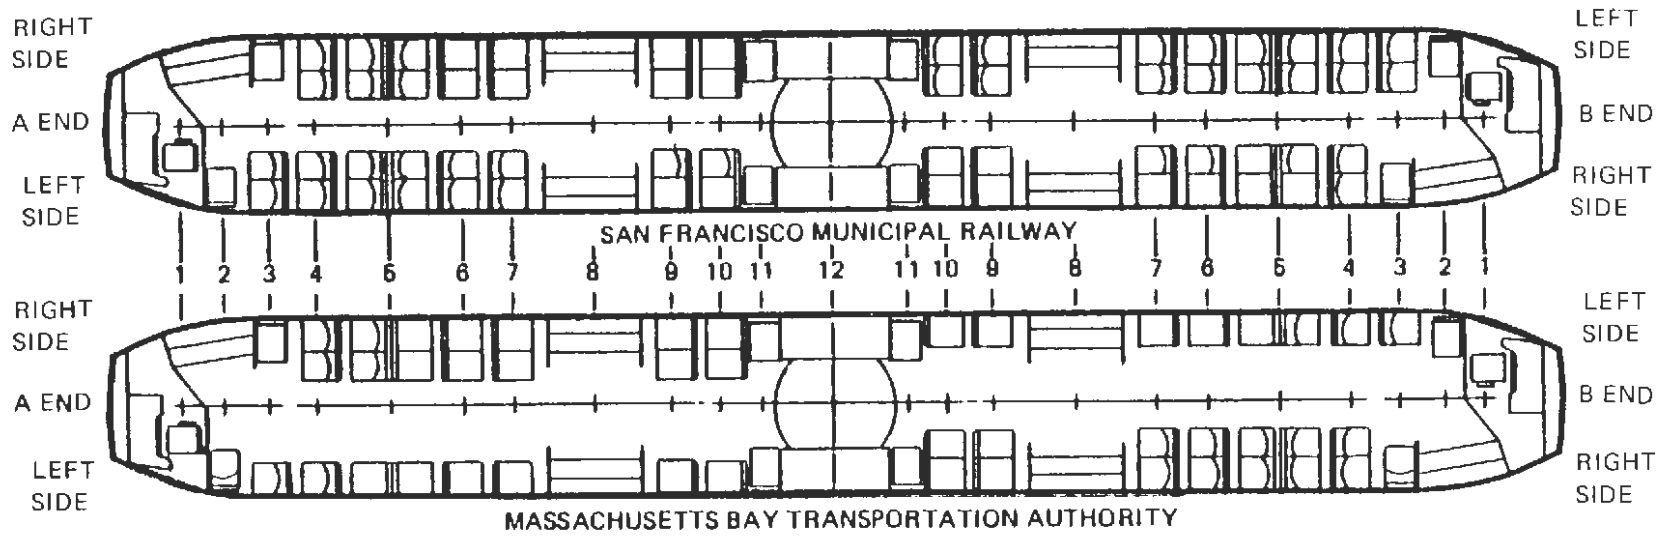 RIGHT
SIDE
LEFT
SIDE
A END
B END
LEFT
SIDE
RIGHT
SIDE
SAN FRANCISCO MUNICIPAL RAILWAY
1 2 3 4 5 6 7 8 9 10 11 12 11 10 9 8 7 6 5 4 3 2 1
RIGHT
SIDE
LEFT
SIDE
A END
B END
LEFT
SIDE
RIGHT
SIDE
MASSACHUSETTS BAY TRANSPORTATION AUTHORITY